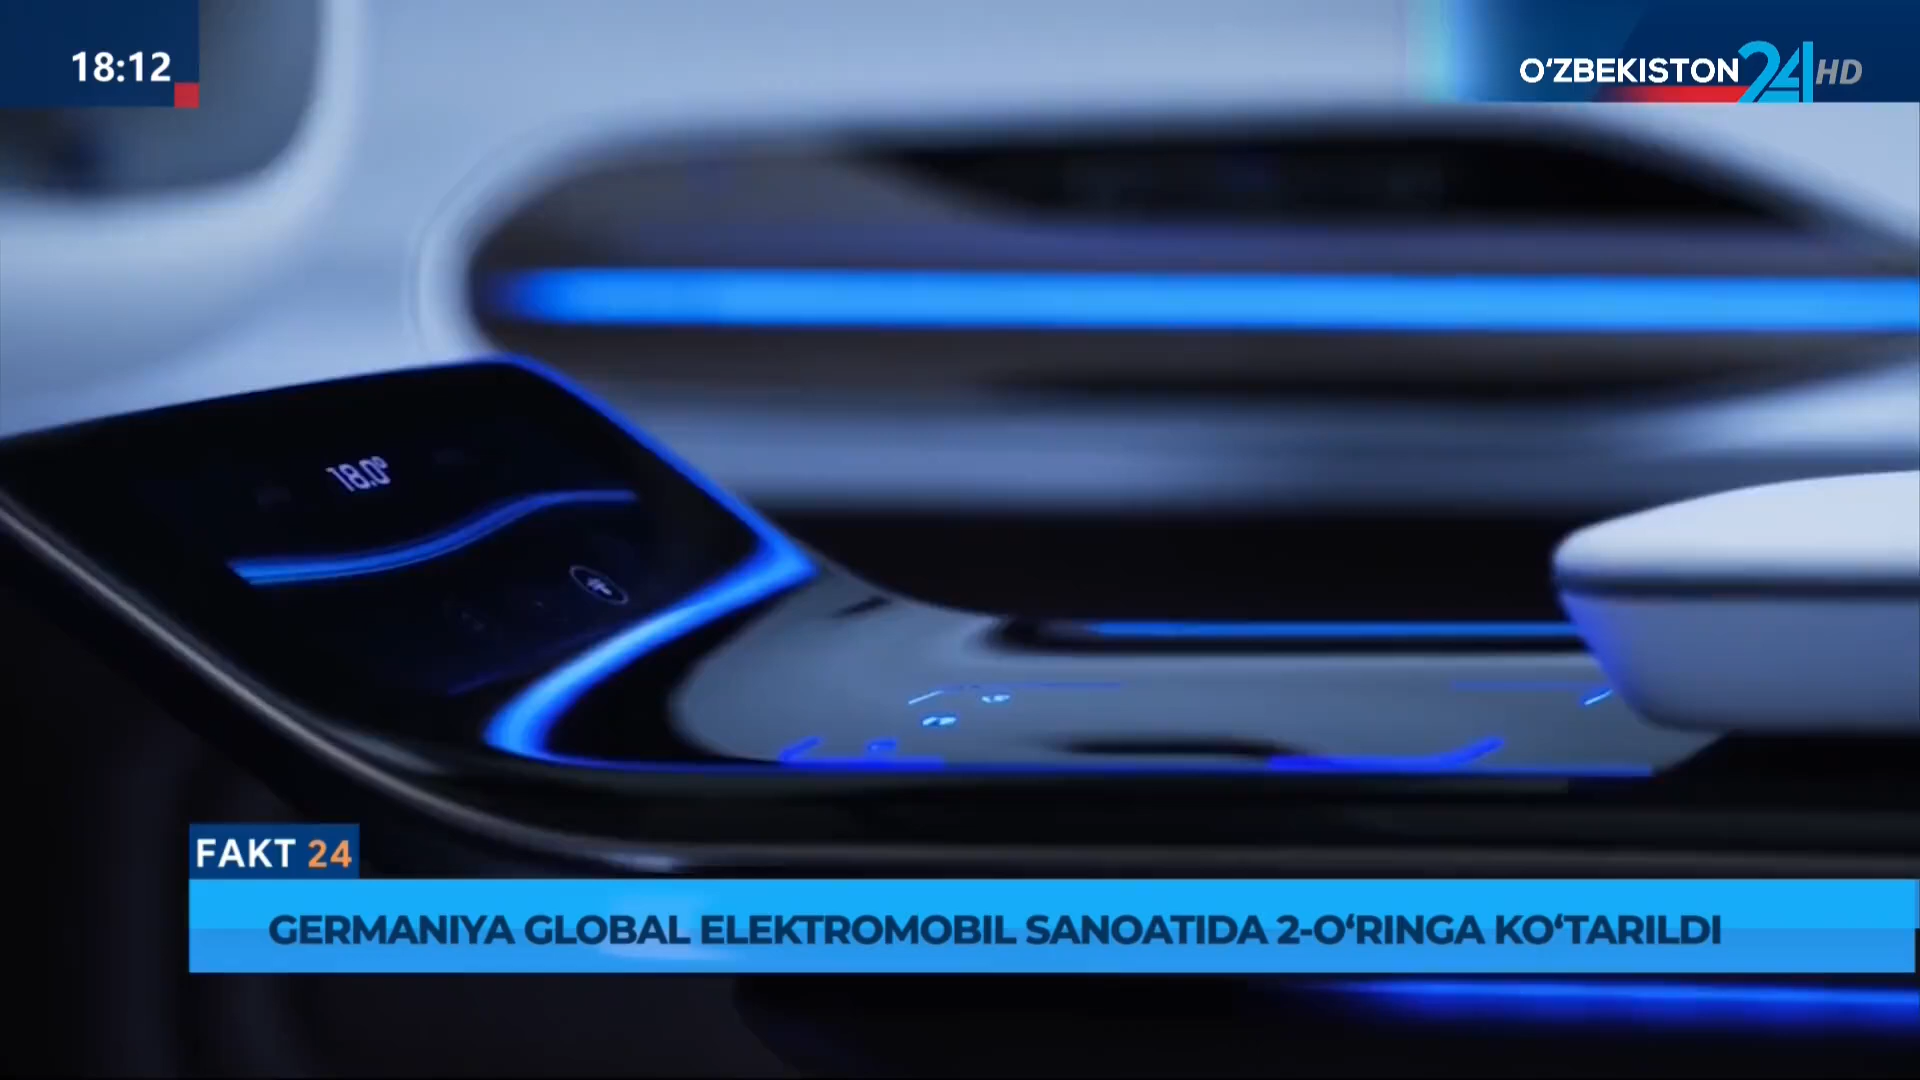 18:12
O‘ZBEKISTON 24 HD
18.0°
FAKT 24
GERMANIYA GLOBAL ELEKTROMOBIL SANOATIDA 2-O‘RINGA KO‘TARILDI